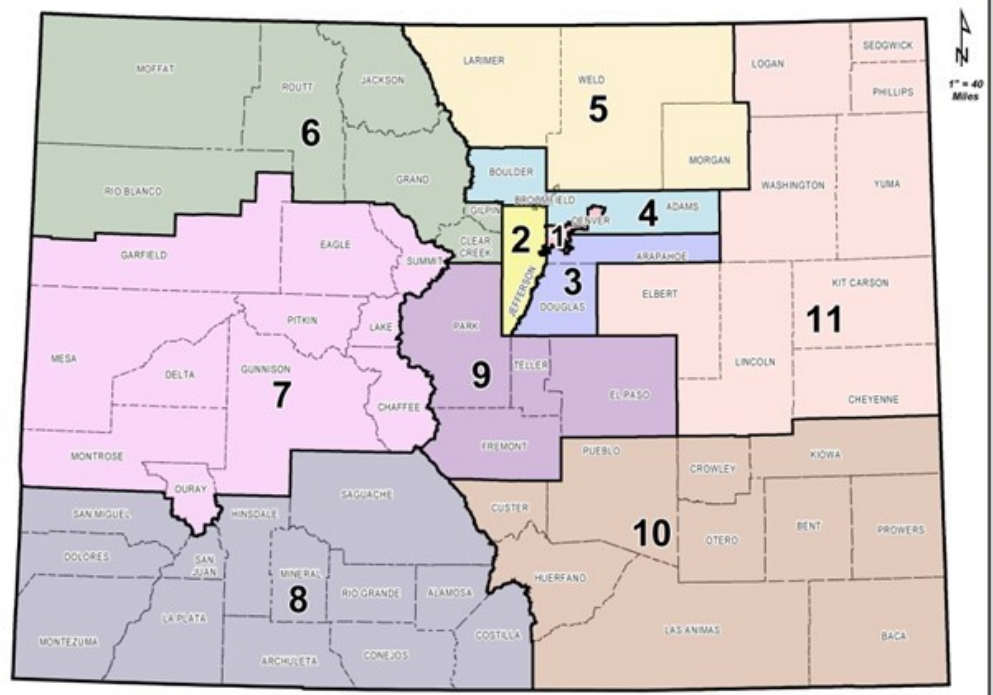 MOFFAT
ROUTT
JACKSON
LARIMER
WELD
LOGAN
SEDGWICK
PHILLIPS
N
1" = 40
Miles
6
5
RIO BLANCO
GRAND
BOULDER
MORGAN
WASHINGTON
YUMA
GILPIN
BROOMFIELD
DENVER
4
ADAMS
CLEAR
CREEK
2
1
GARFIELD
EAGLE
SUMMIT
JEFFERSON
3
ARAPAHOE
DOUGLAS
ELBERT
KIT CARSON
11
MESA
PITKIN
LAKE
PARK
DELTA
GUNNISON
7
9
TELLER
LINCOLN
CHAFFEE
EL PASO
CHEYENNE
MONTROSE
FREMONT
PUEBLO
CROWLEY
KIOWA
OURAY
SAN MIGUEL
HINSDALE
SAGUACHE
CUSTER
10
OTERO
BENT
PROWERS
DOLORES
SAN
JUAN
MINERAL
8
RIO GRANDE
ALAMOSA
HUERFANO
LA PLATA
MONTEZUMA
ARCHULETA
CONEJOS
COSTILLA
LAS ANIMAS
BACA